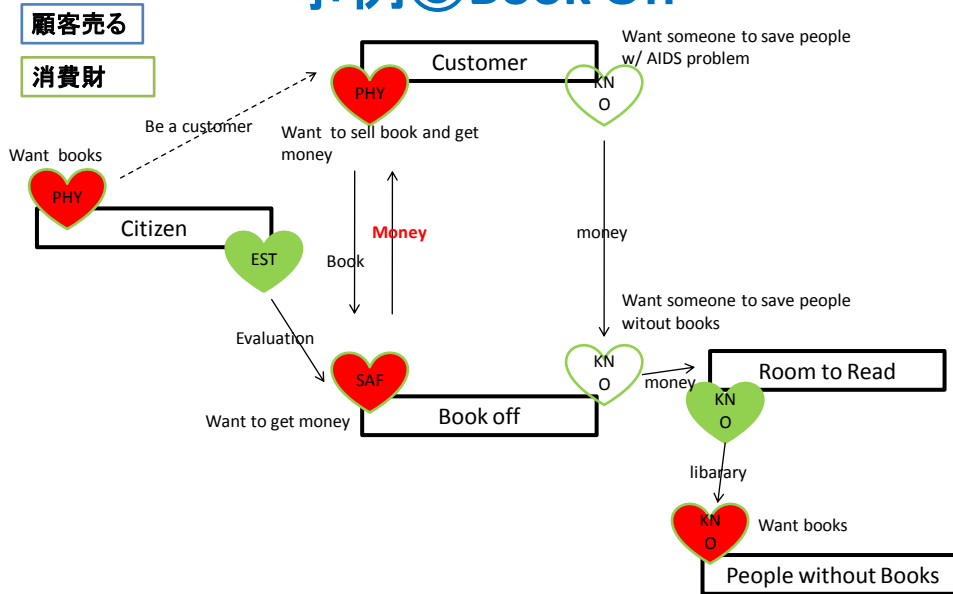 Book Off
顧客売る
消費財
Want someone to save people
w/ AIDS problem
Customer
PHY
KN
O
Be a customer
Want to sell book and get
money
Want books
PHY
Citizen
EST
Money
Book
money
Evaluation
Want someone to save people
witout books
SAF
KN
O
money
Room to Read
Want to get money
Book off
KN
O
libarary
KN
O
Want books
People without Books